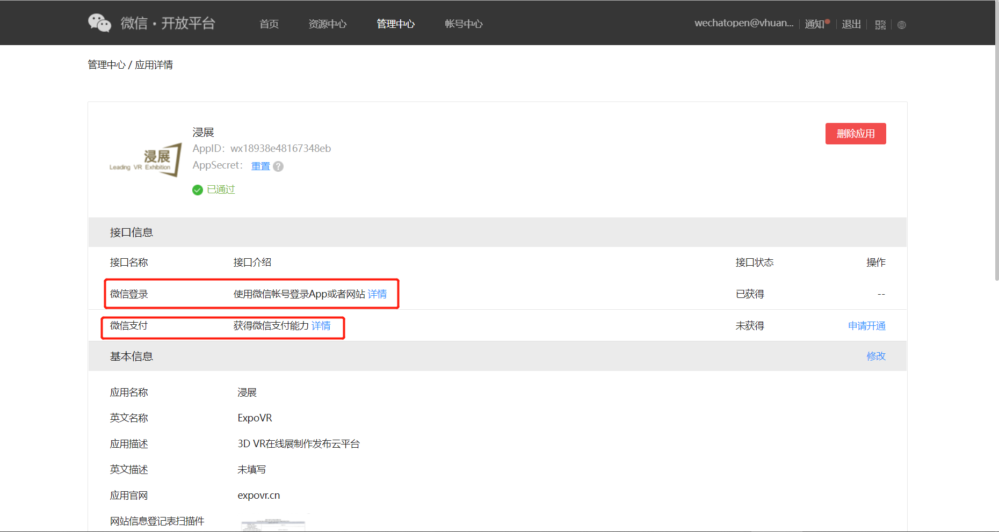 微信·开放平台 首页 资源中心 管理中心 帐号中心 wechatopen@vhuan... 通知 退出
管理中心 / 应用详情
浸展
Leading VR Exhibition
浸展
AppID：wx18938e48167348eb
AppSecret： 重置 ?
已通过
删除应用
接口信息
接口名称 接口介绍 接口状态 操作
微信登录 使用微信帐号登录App或者网站 详情 已获得 --
微信支付 获得微信支付能力 详情 未获得 申请开通
基本信息 修改
应用名称 浸展
英文名称 ExpoVR
应用描述 3D VR在线展制作发布云平台
英文描述 未填写
应用官网 expovr.cn
网站信息登记表扫描件